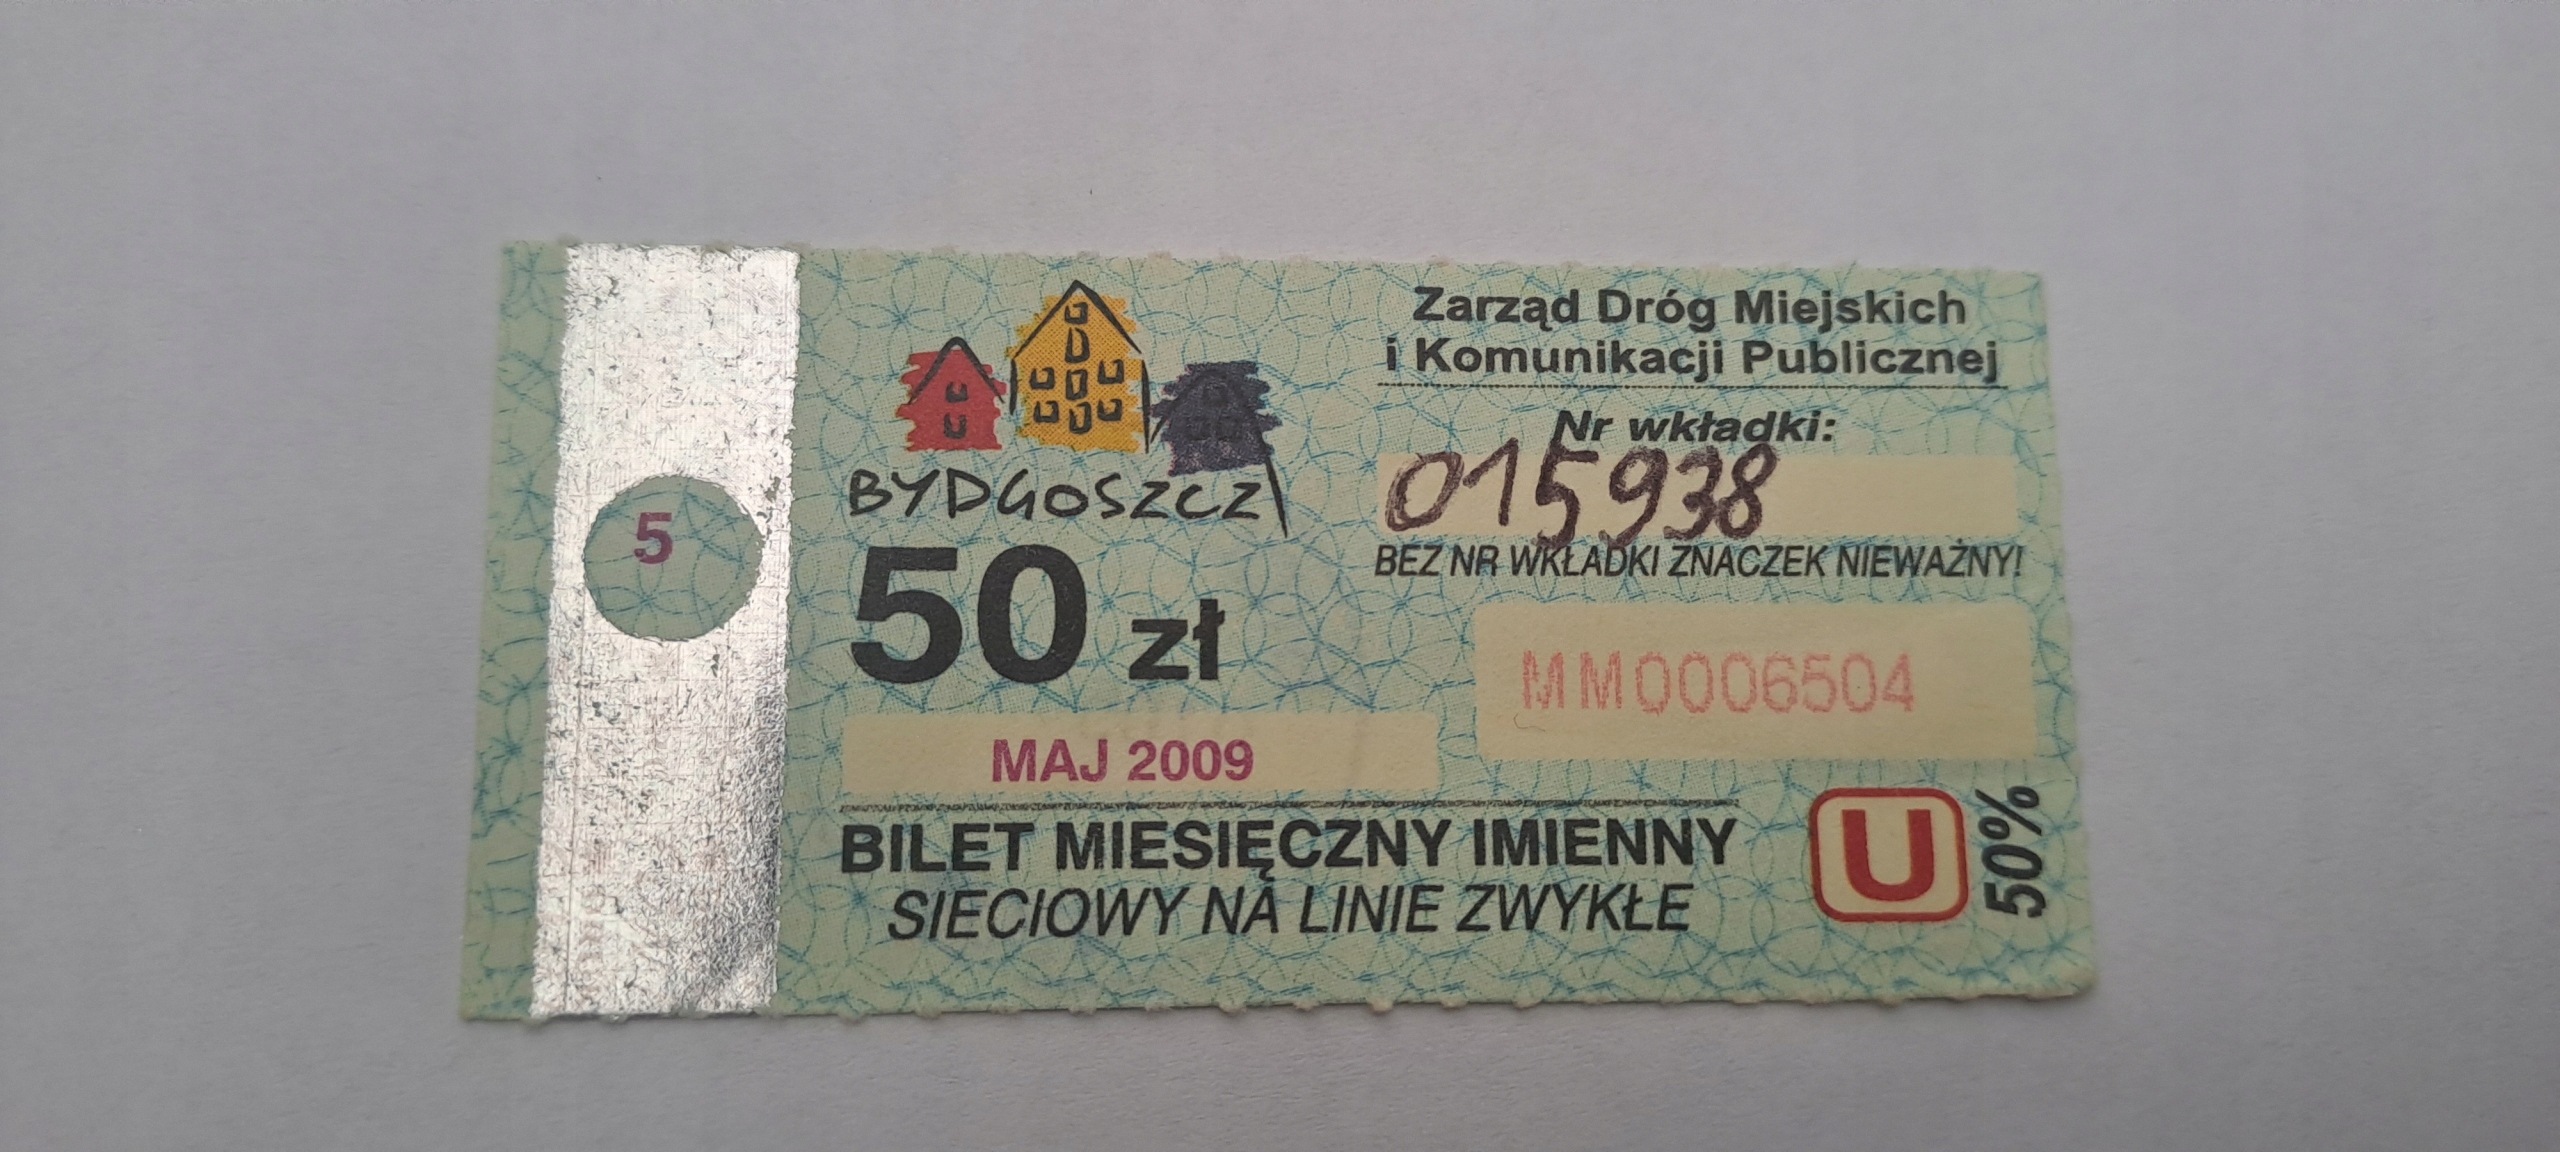 5
BYDGOSZCZ
50 zł
MAJ 2009
BILET MIESIĘCZNY IMIENNY
SIECIOWY NA LINIE ZWYKŁE
Zarząd Dróg Miejskich
i Komunikacji Publicznej
Nr wkładki:
015938
BEZ NR WKŁADKI ZNACZEK NIEWAŻNY!
MM0006504
U
50%